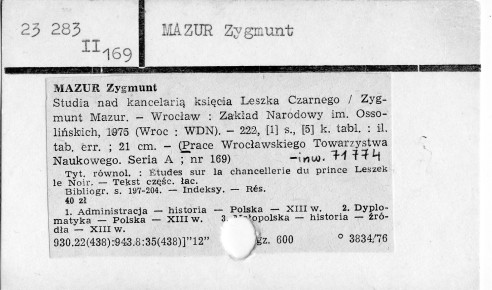 23 283
II 169
MAZUR Zygmunt
MAZUR Zygmunt
Studia nad kancelarią księcia Leszka Czarnego / Zyg-
munt Mazur. — Wrocław : Zakład Narodowy im. Osso-
lińskich, 1975 (Wroc : WDN). — 222, [1] s., [5] k. tabl. : il.
tab. err. ; 21 cm. — (Prace Wrocławskiego Towarzystwa
Naukowego. Seria A ; nr 169)
—inw. 71774
Tyt. równol. : Études sur la chancellerie du prince Leszek
le Noir. — Tekst częśc. łac.
Bibliogr. s. 197-204. — Indeksy. — Rés.
40 zł
1. Administracja — historia — Polska — XIII w. 2. Dyplo-
matyka — Polska — XIII w. 3. Małopolska — historia — źró-
dła — XIII w.
930.22(438):943.8:35(438)]"12" gz. 600 ° 3834/76